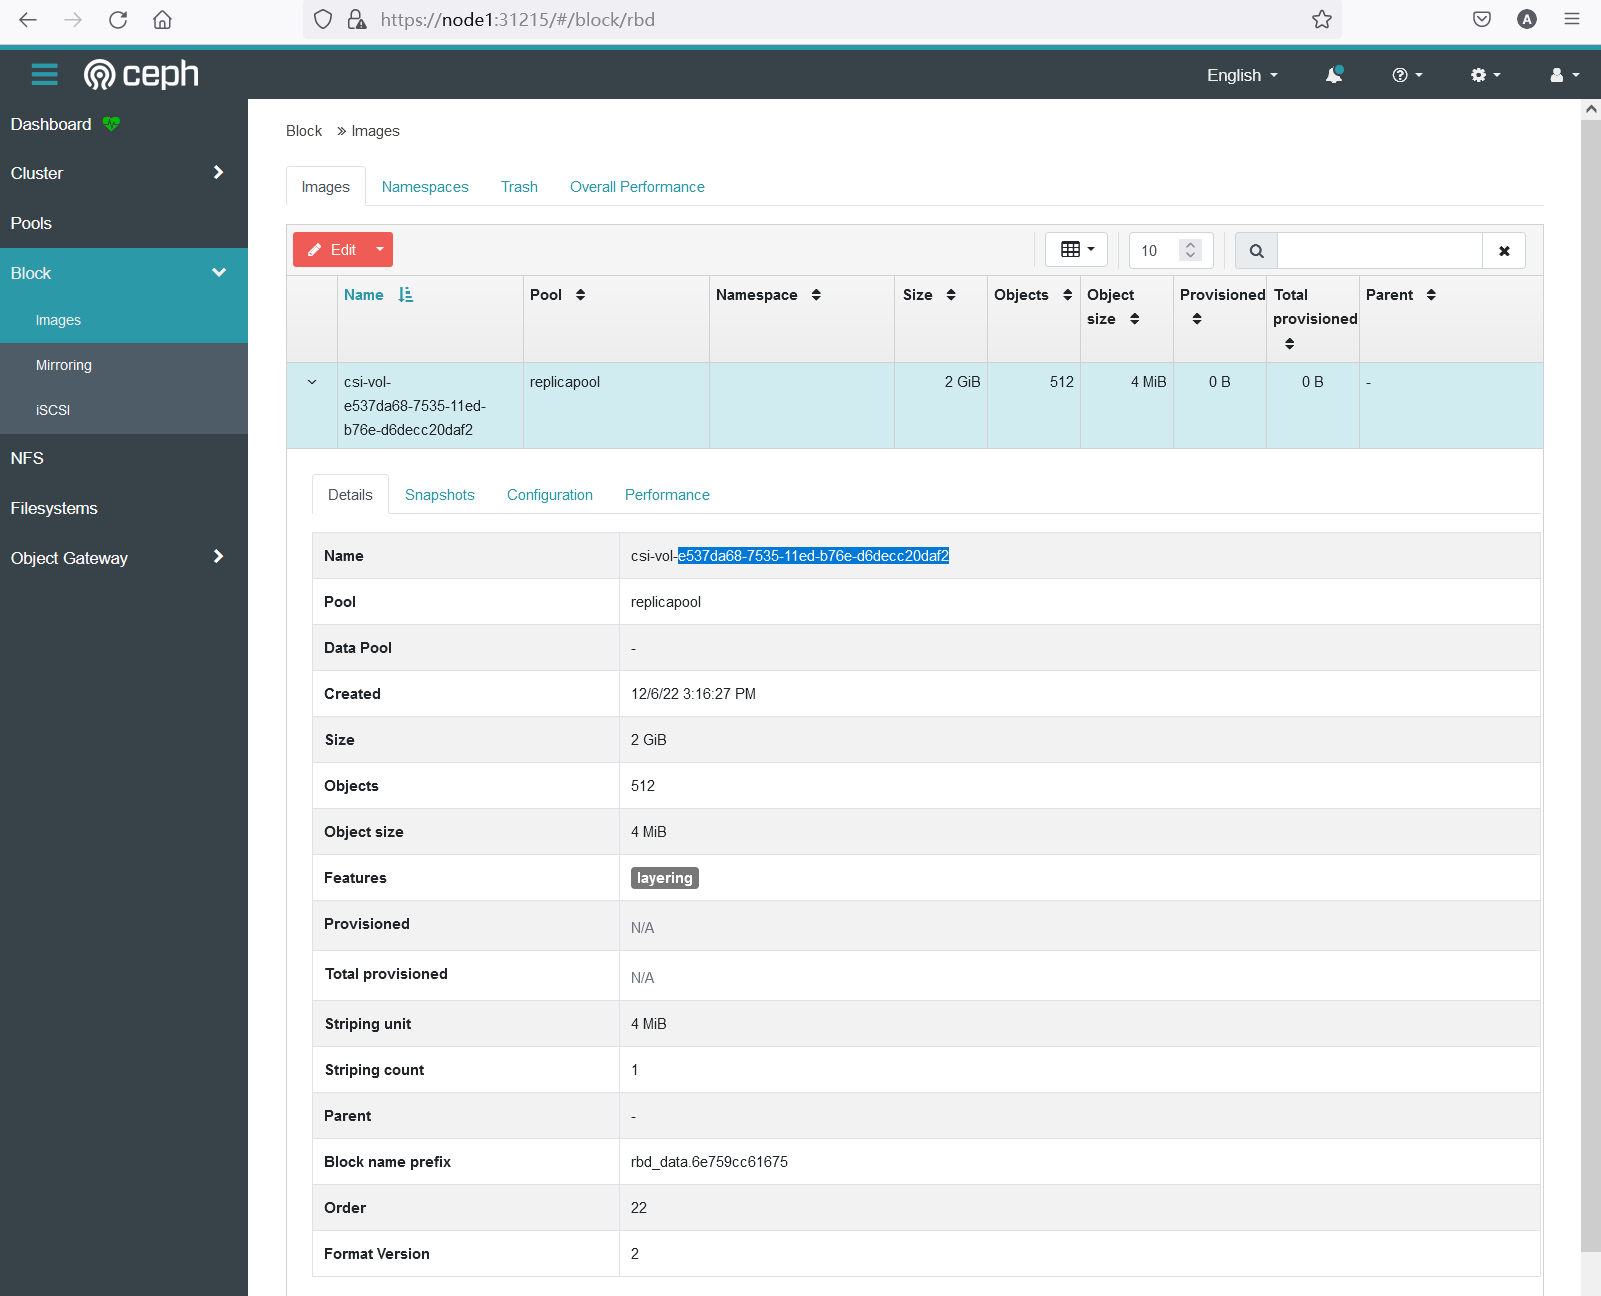 https://node1:31215/#/block/rbd
A
ceph
English
Dashboard
Cluster
Pools
Block
Images
Mirroring
iSCSI
NFS
Filesystems
Object Gateway
Block » Images
Images Namespaces Trash Overall Performance
Edit 10
Name Pool Namespace Size Objects Object size Provisioned Total provisioned Parent
csi-vol- replicapool 2 GiB 512 4 MiB 0 B 0 B -
e537da68-7535-11ed-
b76e-d6decc20daf2
Details Snapshots Configuration Performance
Name csi-vol-e537da68-7535-11ed-b76e-d6decc20daf2
Pool replicapool
Data Pool -
Created 12/6/22 3:16:27 PM
Size 2 GiB
Objects 512
Object size 4 MiB
Features layering
Provisioned N/A
Total provisioned N/A
Striping unit 4 MiB
Striping count 1
Parent -
Block name prefix rbd_data.6e759cc61675
Order 22
Format Version 2